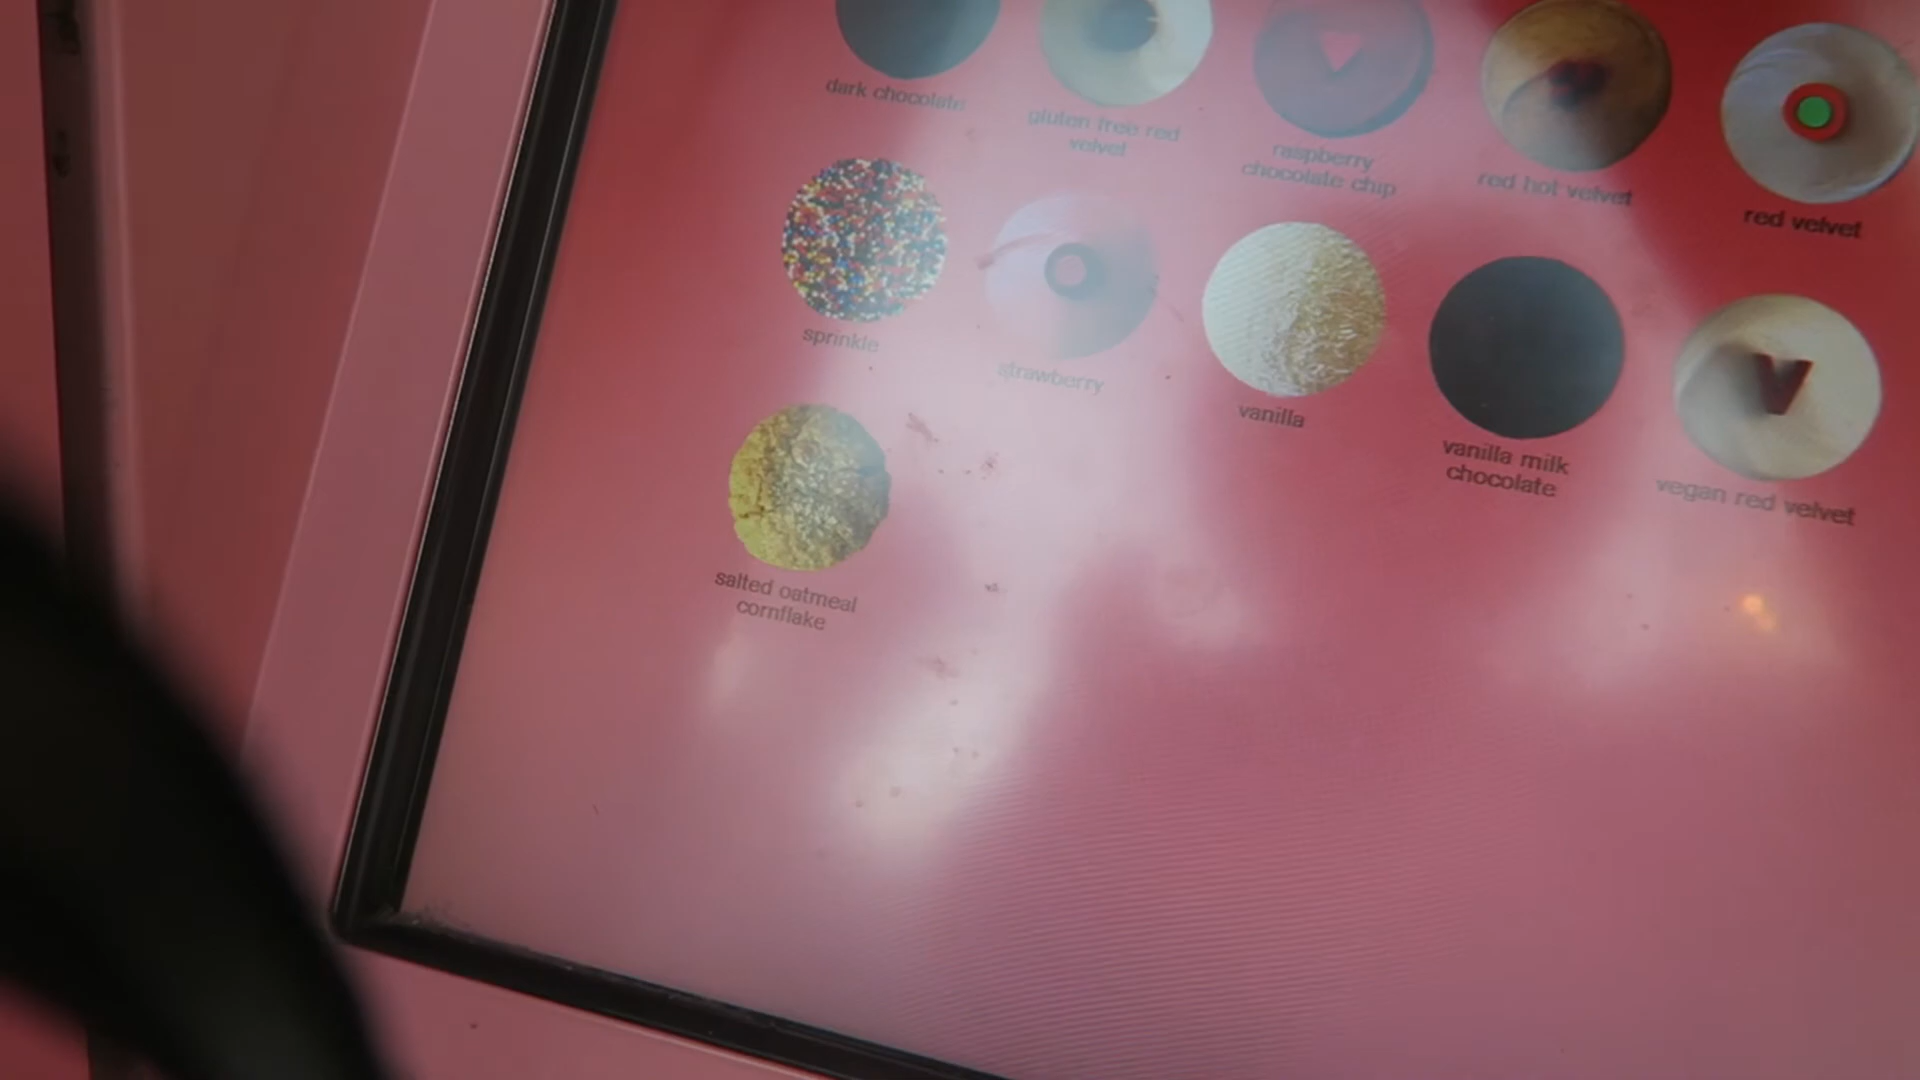 dark chocolate
gluten free red
velvet
raspberry
chocolate chip
red hot velvet
red velvet
sprinkle
strawberry
vanilla
vanilla milk
chocolate
V
vegan red velvet
salted oatmeal
cornflake